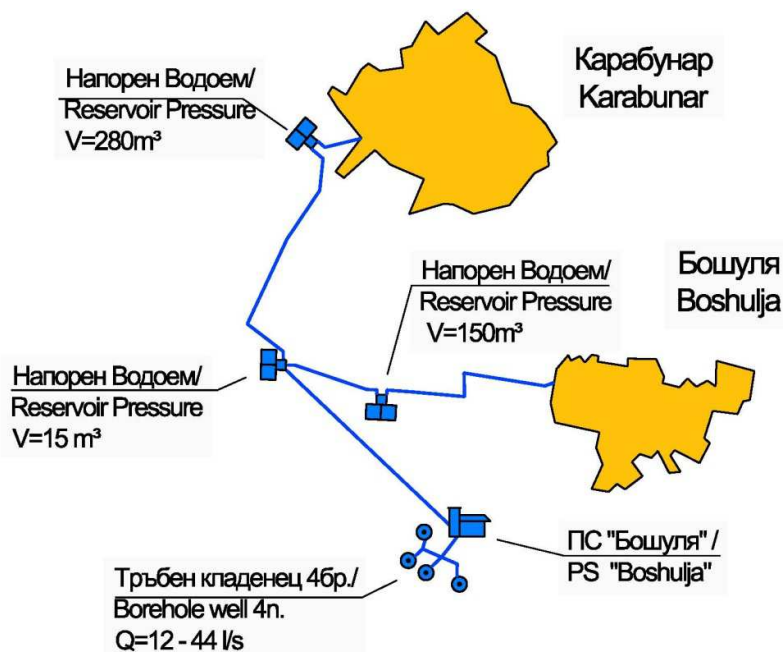 Карабунар
Karabunar
Напорен Водоем/
Reservoir Pressure
V=280m³
Бошуля
Boshulja
Напорен Водоем/
Reservoir Pressure
V=150m³
Напорен Водоем/
Reservoir Pressure
V=15 m³
ПС "Бошуля" /
PS "Boshulja"
Тръбен кладенец 4бр./
Borehole well 4n.
Q=12 - 44 l/s